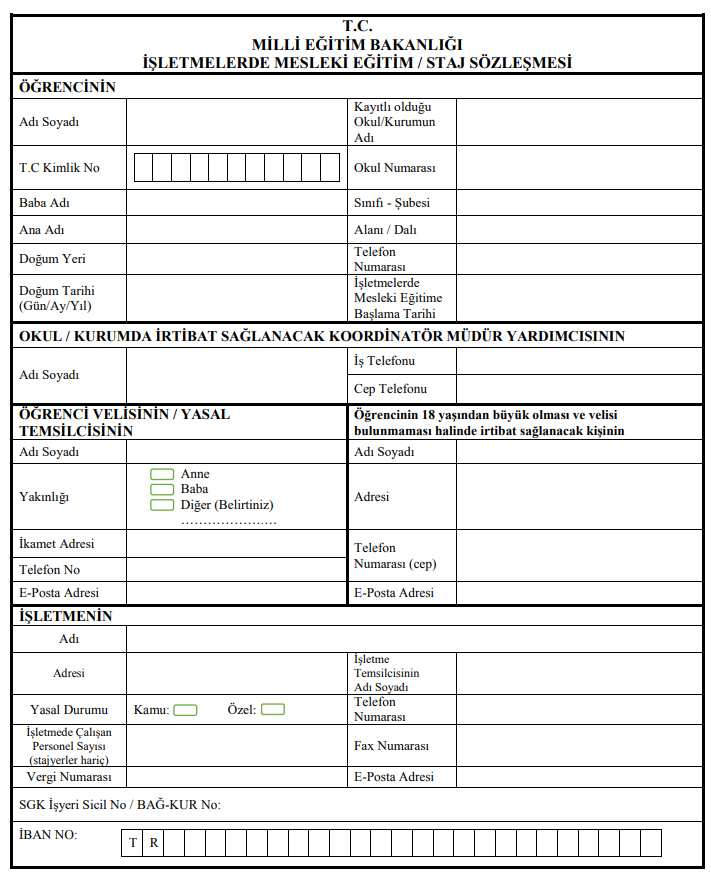 T.C.
MİLLİ EĞİTİM BAKANLIĞI
İŞLETMELERDE MESLEKİ EĞİTİM / STAJ SÖZLEŞMESİ
ÖĞRENCİNİN
Adı Soyadı
Kayıtlı olduğu
Okul/Kurumun
Adı
T.C Kimlik No
Okul Numarası
Baba Adı
Sınıfı - Şubesi
Ana Adı
Alanı / Dalı
Doğum Yeri
Telefon
Numarası
Doğum Tarihi
(Gün/Ay/Yıl)
İşletmelerde
Mesleki Eğitime
Başlama Tarihi
OKUL / KURUMDA İRTİBAT SAĞLANACAK KOORDİNATÖR MÜDÜR YARDIMCISININ
Adı Soyadı
İş Telefonu
Cep Telefonu
ÖĞRENCİ VELİSİNİN / YASAL
TEMSİLCİSİNİN
Öğrencinin 18 yaşından büyük olması ve velisi
bulunmaması halinde irtibat sağlanacak kişinin
Adı Soyadı
Adı Soyadı
Yakınlığı
Anne
Baba
Diğer (Belirtiniz)
………………….…
Adresi
İkamet Adresi
Telefon
Numarası (cep)
Telefon No
E-Posta Adresi
E-Posta Adresi
İŞLETMENİN
Adı
Adresi
İşletme
Temsilcisinin
Adı Soyadı
Yasal Durumu
Kamu: Özel:
Telefon
Numarası
İşletmede Çalışan
Personel Sayısı
(stajyerler hariç)
Fax Numarası
Vergi Numarası
E-Posta Adresi
SGK İşyeri Sicil No / BAĞ-KUR No:
İBAN NO:
T R